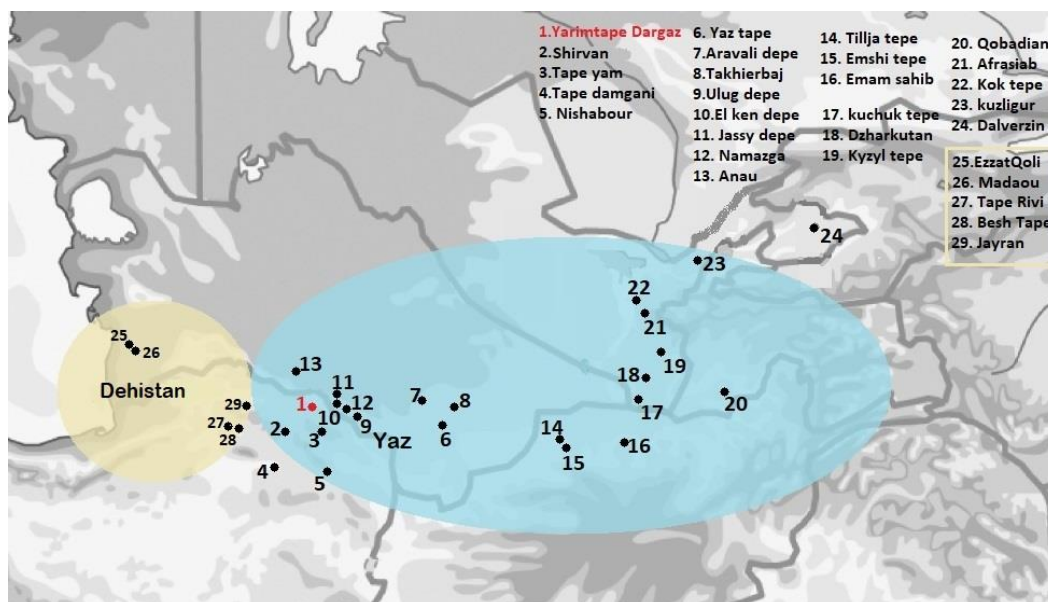 1.Yarimtape Dargaz
2.Shirvan
3.Tape yam
4.Tape damgani
5. Nishabour
6. Yaz tape
7.Aravali depe
8.Takhierbaj
9.Ulug depe
10.El ken depe
11. Jassy depe
12. Namazga
13. Anau
14. Tillja tepe
15. Emshi tepe
16. Emam sahib
17. kuchuk tepe
18. Dzharkutan
19. Kyzyl tepe
20. Qobadian
21. Afrasiab
22. Kok tepe
23. kuzligur
24. Dalverzin
25.EzzatQoli
26. Madaou
27. Tape Rivi
28. Besh Tape
29. Jayran
24
23
22
21
25
26
13
19
Dehistan
18
11
7
20
1
12
8
29
10
9
17
27
2
3
Yaz
6
28
14
16
4
5
15